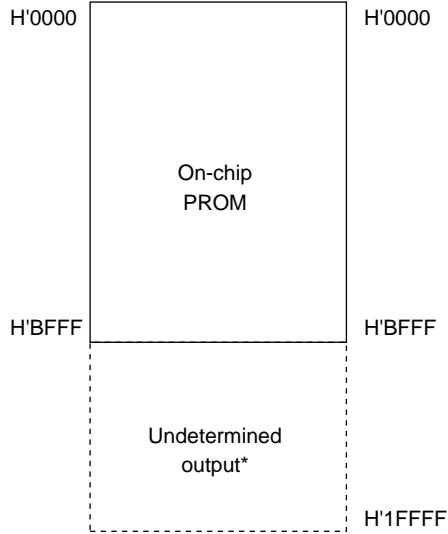 H'0000 H'0000
On-chip
PROM
H'BFFF H'BFFF
Undetermined
output*
H'1FFFF